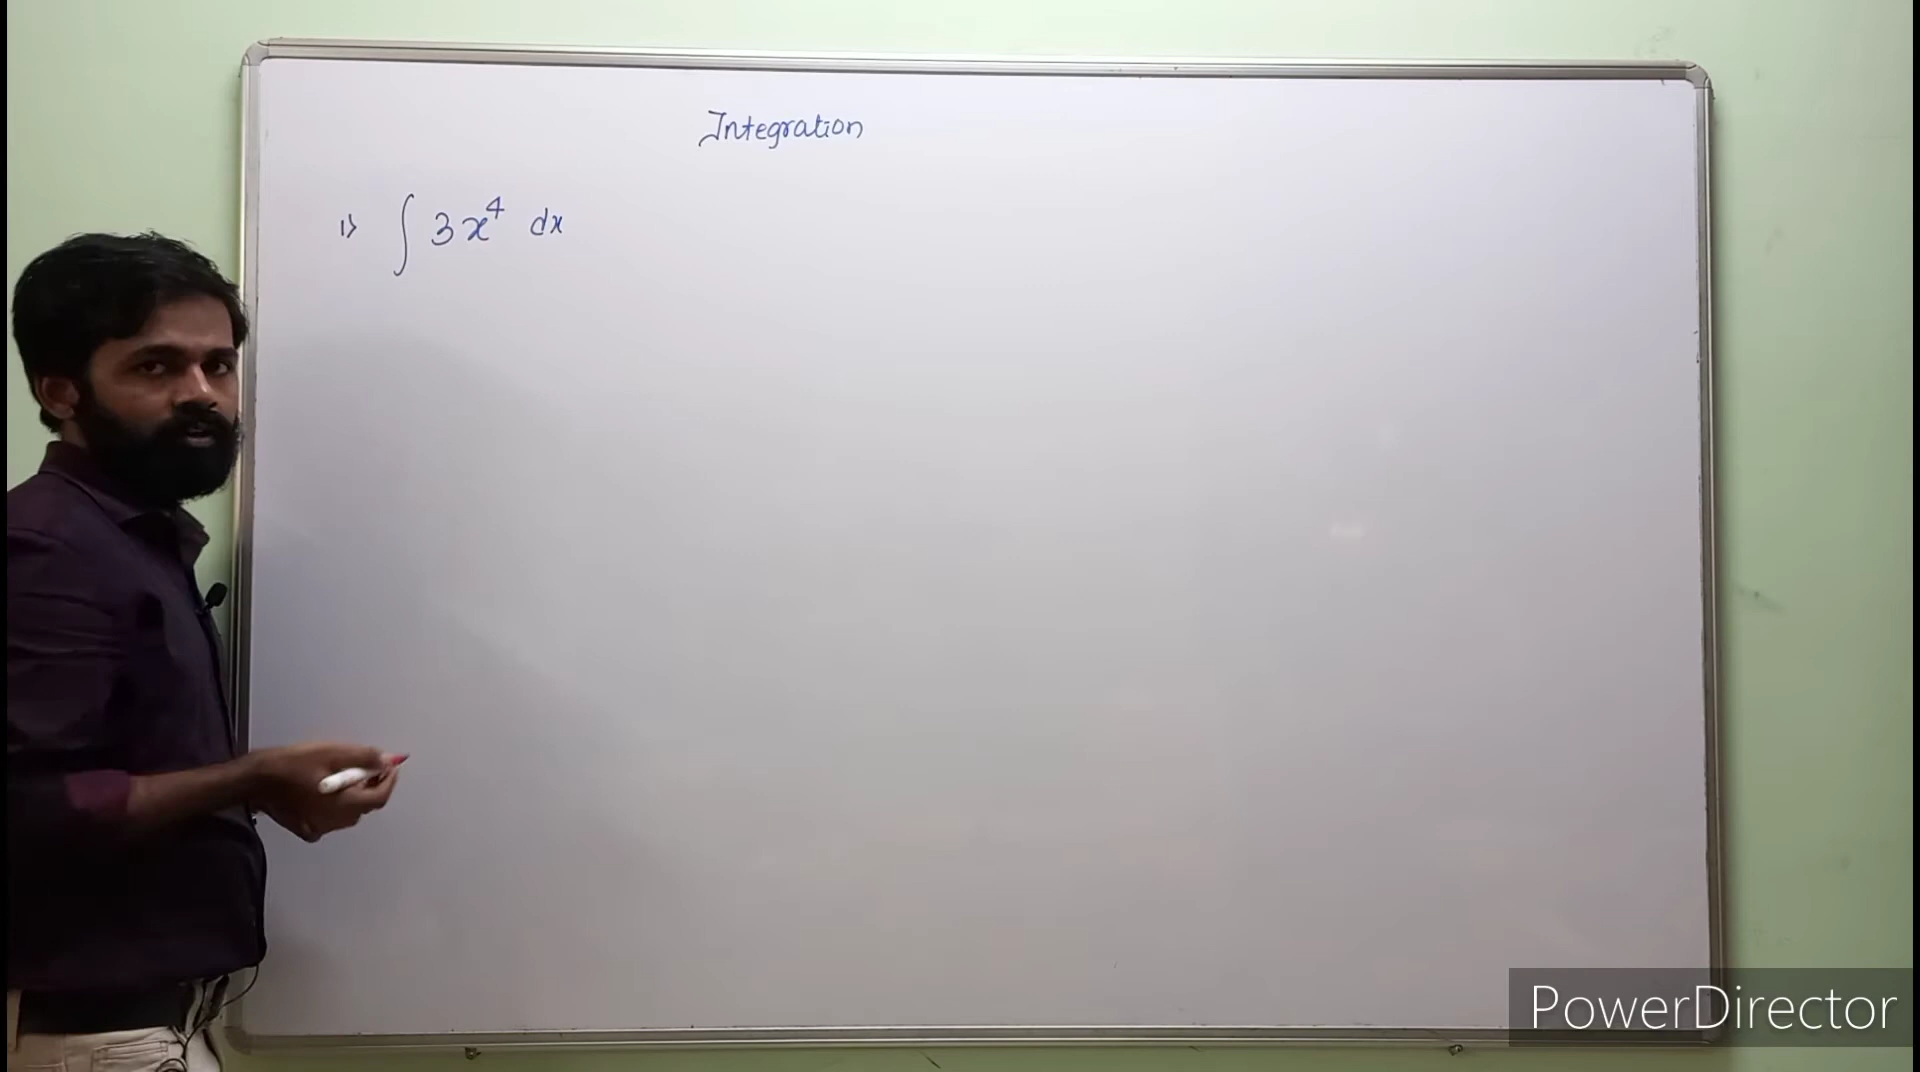 Integration
1) ∫ 3x⁴ dx
PowerDirector